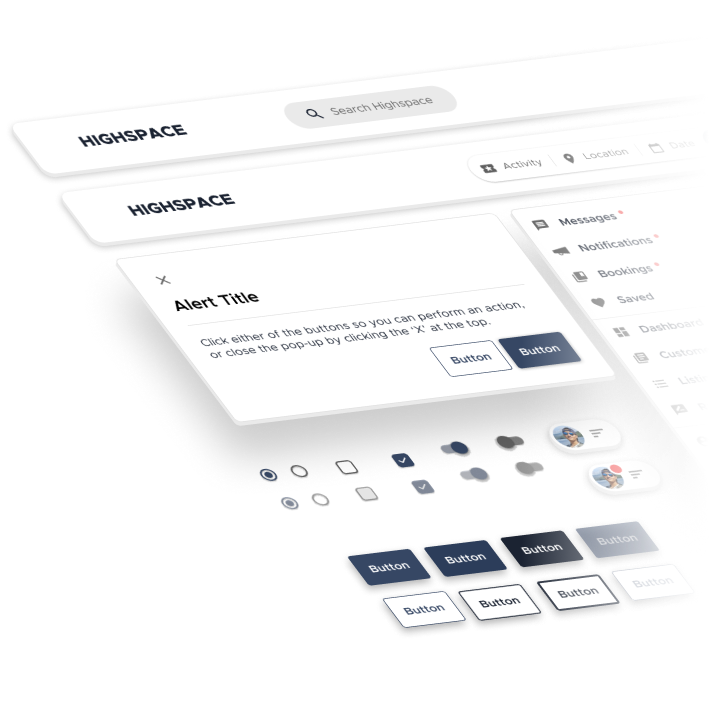 HIGHSPACE
Search Highspace
HIGHSPACE
Activity
Location
Date
Messages
Notifications
Bookings
Saved
Dashboard
Alert Title
Click either of the buttons so you can perform an action,
or close the pop-up by clicking the 'X' at the top.
Button
Button
Button
Button
Button
Button
Button
Button
Button
Button